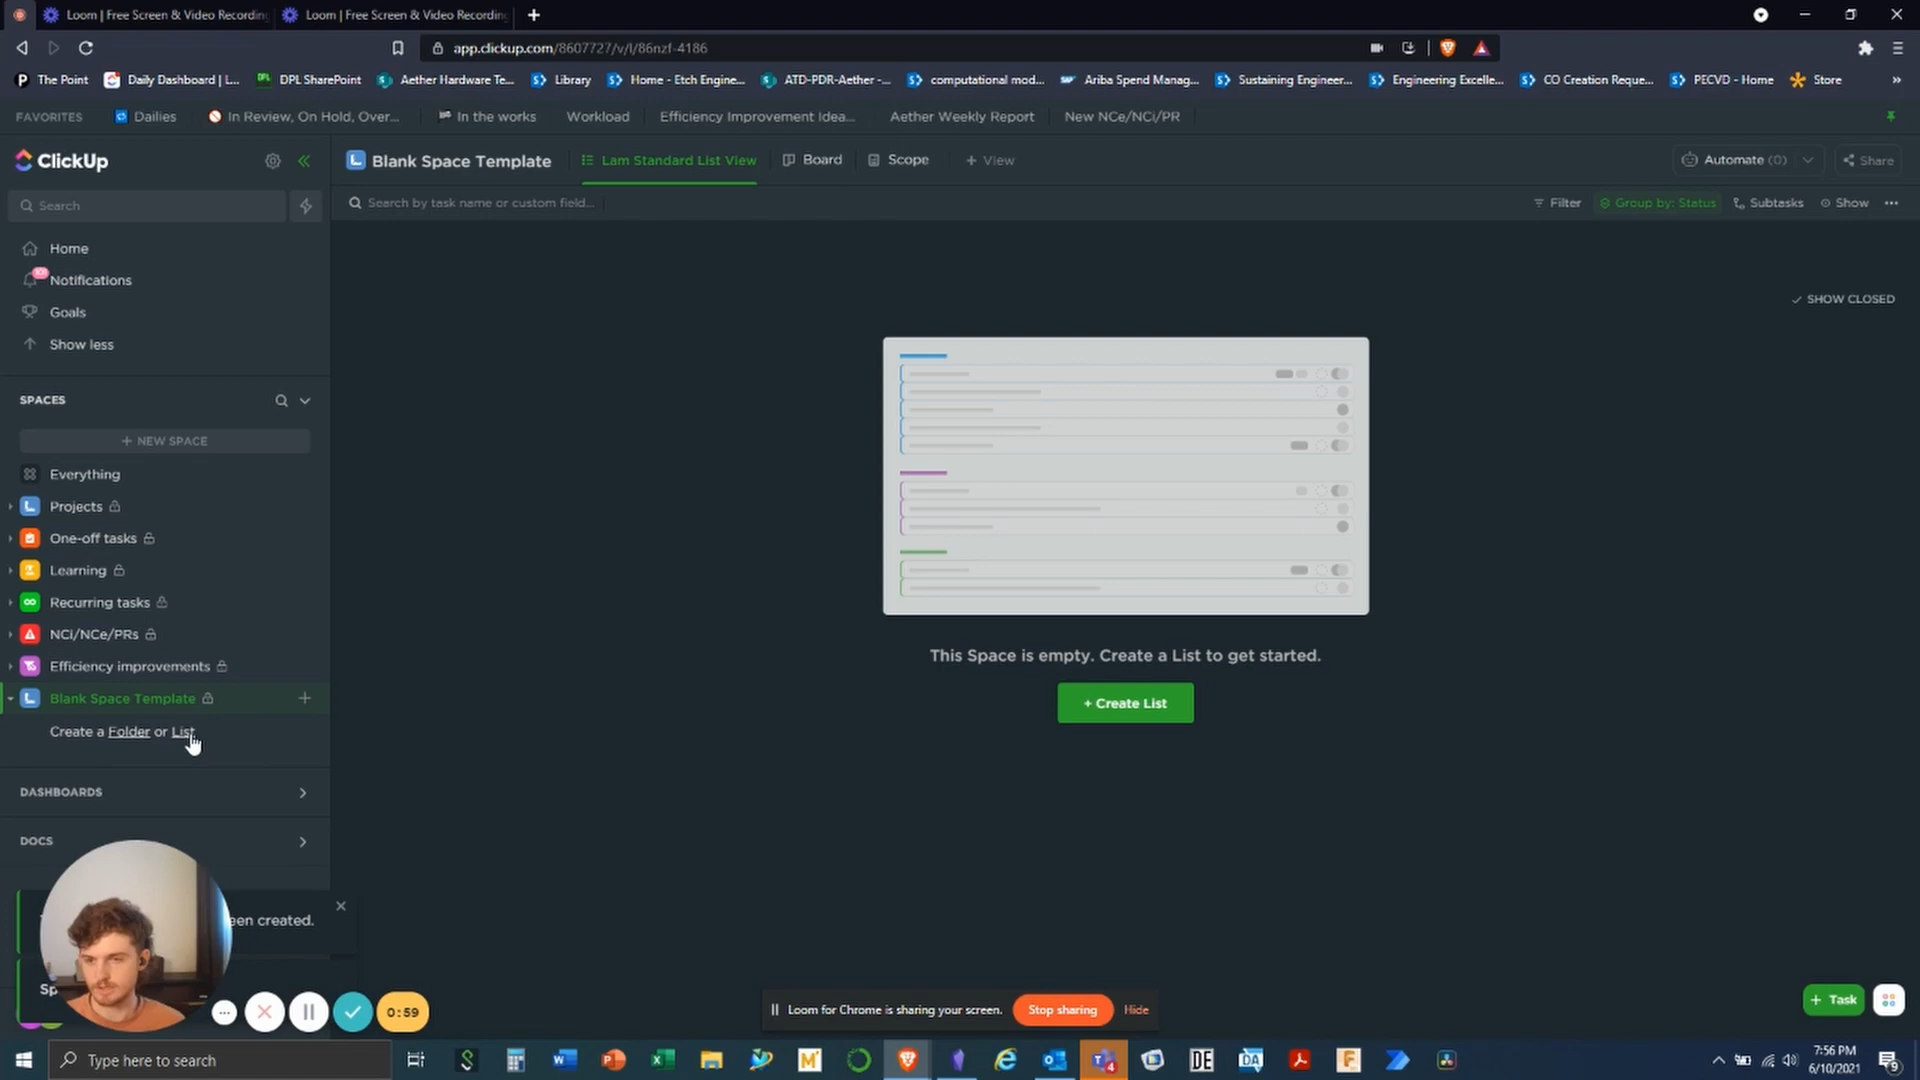 Loom | Free Screen & Video Recording
Loom | Free Screen & Video Recording
app.clickup.com/8607727/v/l/86nzf-4186
The Point
Daily Dashboard | L...
DPL SharePoint
Aether Hardware Te...
Library
Home - Etch Engine...
ATD-PDR-Aether -...
computational mod...
Ariba Spend Manag...
Sustaining Engineer...
Engineering Excelle...
CO Creation Reque...
PECVD - Home
Store
FAVORITES
Dailies
In Review, On Hold, Over...
In the works
Workload
Efficiency Improvement Idea...
Aether Weekly Report
New NCe/NCi/PR
ClickUp
Blank Space Template
Lam Standard List View
Board
Scope
+ View
Automate (0)
Share
Search
Search by task name or custom field...
Filter
Group by: Status
Subtasks
Show
Home
Notifications
Goals
Show less
SHOW CLOSED
SPACES
+ NEW SPACE
Everything
Projects
One-off tasks
Learning
Recurring tasks
NCi/NCe/PRs
Efficiency improvements
Blank Space Template
Create a Folder or List
This Space is empty. Create a List to get started.
+ Create List
DASHBOARDS
DOCS
een created.
Sp
0:59
Loom for Chrome is sharing your screen.
Stop sharing
Hide
+ Task
Type here to search
DE
DA
4
7:56 PM
6/10/2021
9